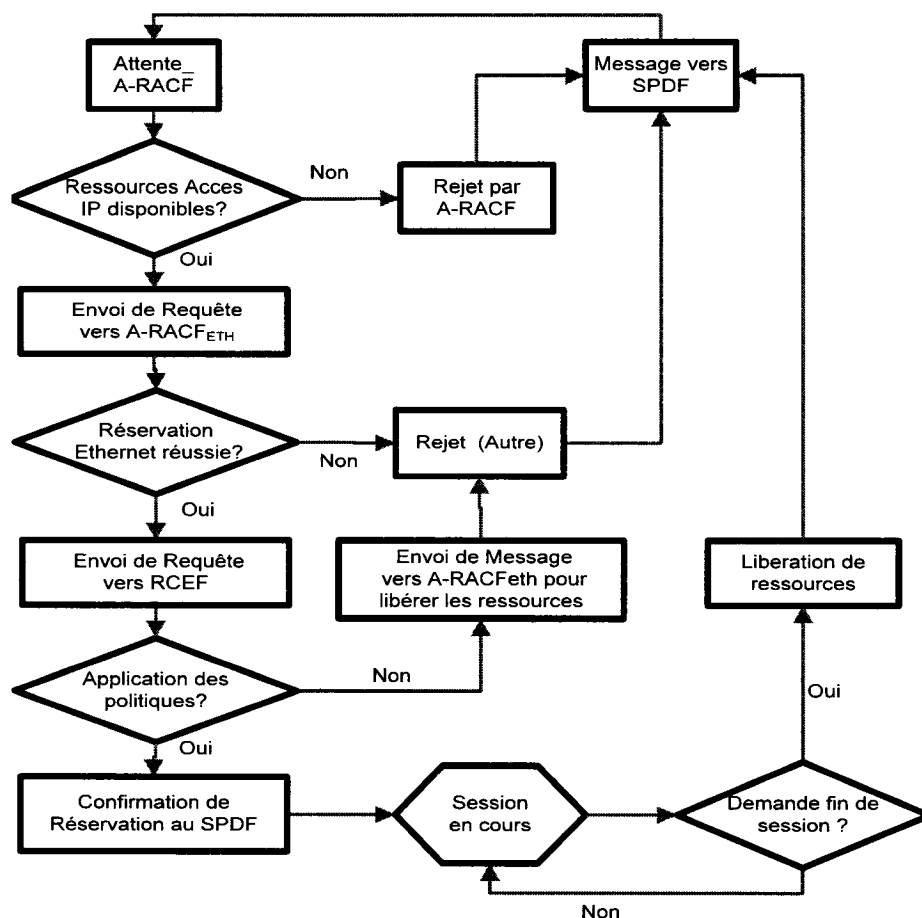 Attente_
A-RACF
Message vers
SPDF
Ressources Acces
IP disponibles?
Non
Rejet par
A-RACF
Oui
Envoi de Requête
vers A-RACFETH
Réservation
Ethernet réussie?
Non
Rejet (Autre)
Oui
Envoi de Requête
vers RCEF
Envoi de Message
vers A-RACFeth pour
libérer les ressources
Liberation de
ressources
Application des
politiques?
Non
Oui
Oui
Confirmation de
Réservation au SPDF
Session
en cours
Demande fin de
session ?
Non